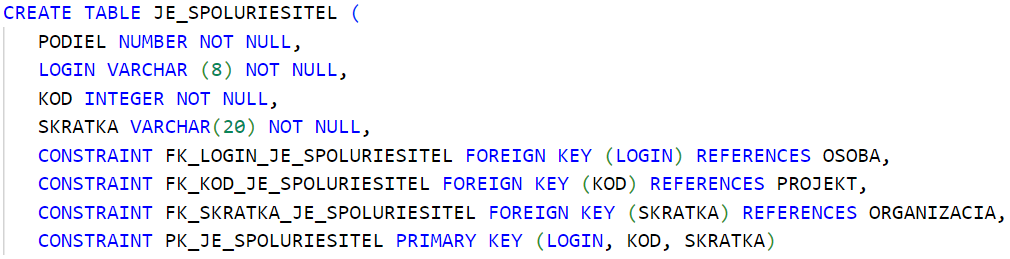 CREATE TABLE JE_SPOLURIESITEL (
PODIEL NUMBER NOT NULL,
LOGIN VARCHAR (8) NOT NULL,
KOD INTEGER NOT NULL,
SKRATKA VARCHAR(20) NOT NULL,
CONSTRAINT FK_LOGIN_JE_SPOLURIESITEL FOREIGN KEY (LOGIN) REFERENCES OSOBA,
CONSTRAINT FK_KOD_JE_SPOLURIESITEL FOREIGN KEY (KOD) REFERENCES PROJEKT,
CONSTRAINT FK_SKRATKA_JE_SPOLURIESITEL FOREIGN KEY (SKRATKA) REFERENCES ORGANIZACIA,
CONSTRAINT PK_JE_SPOLURIESITEL PRIMARY KEY (LOGIN, KOD, SKRATKA)